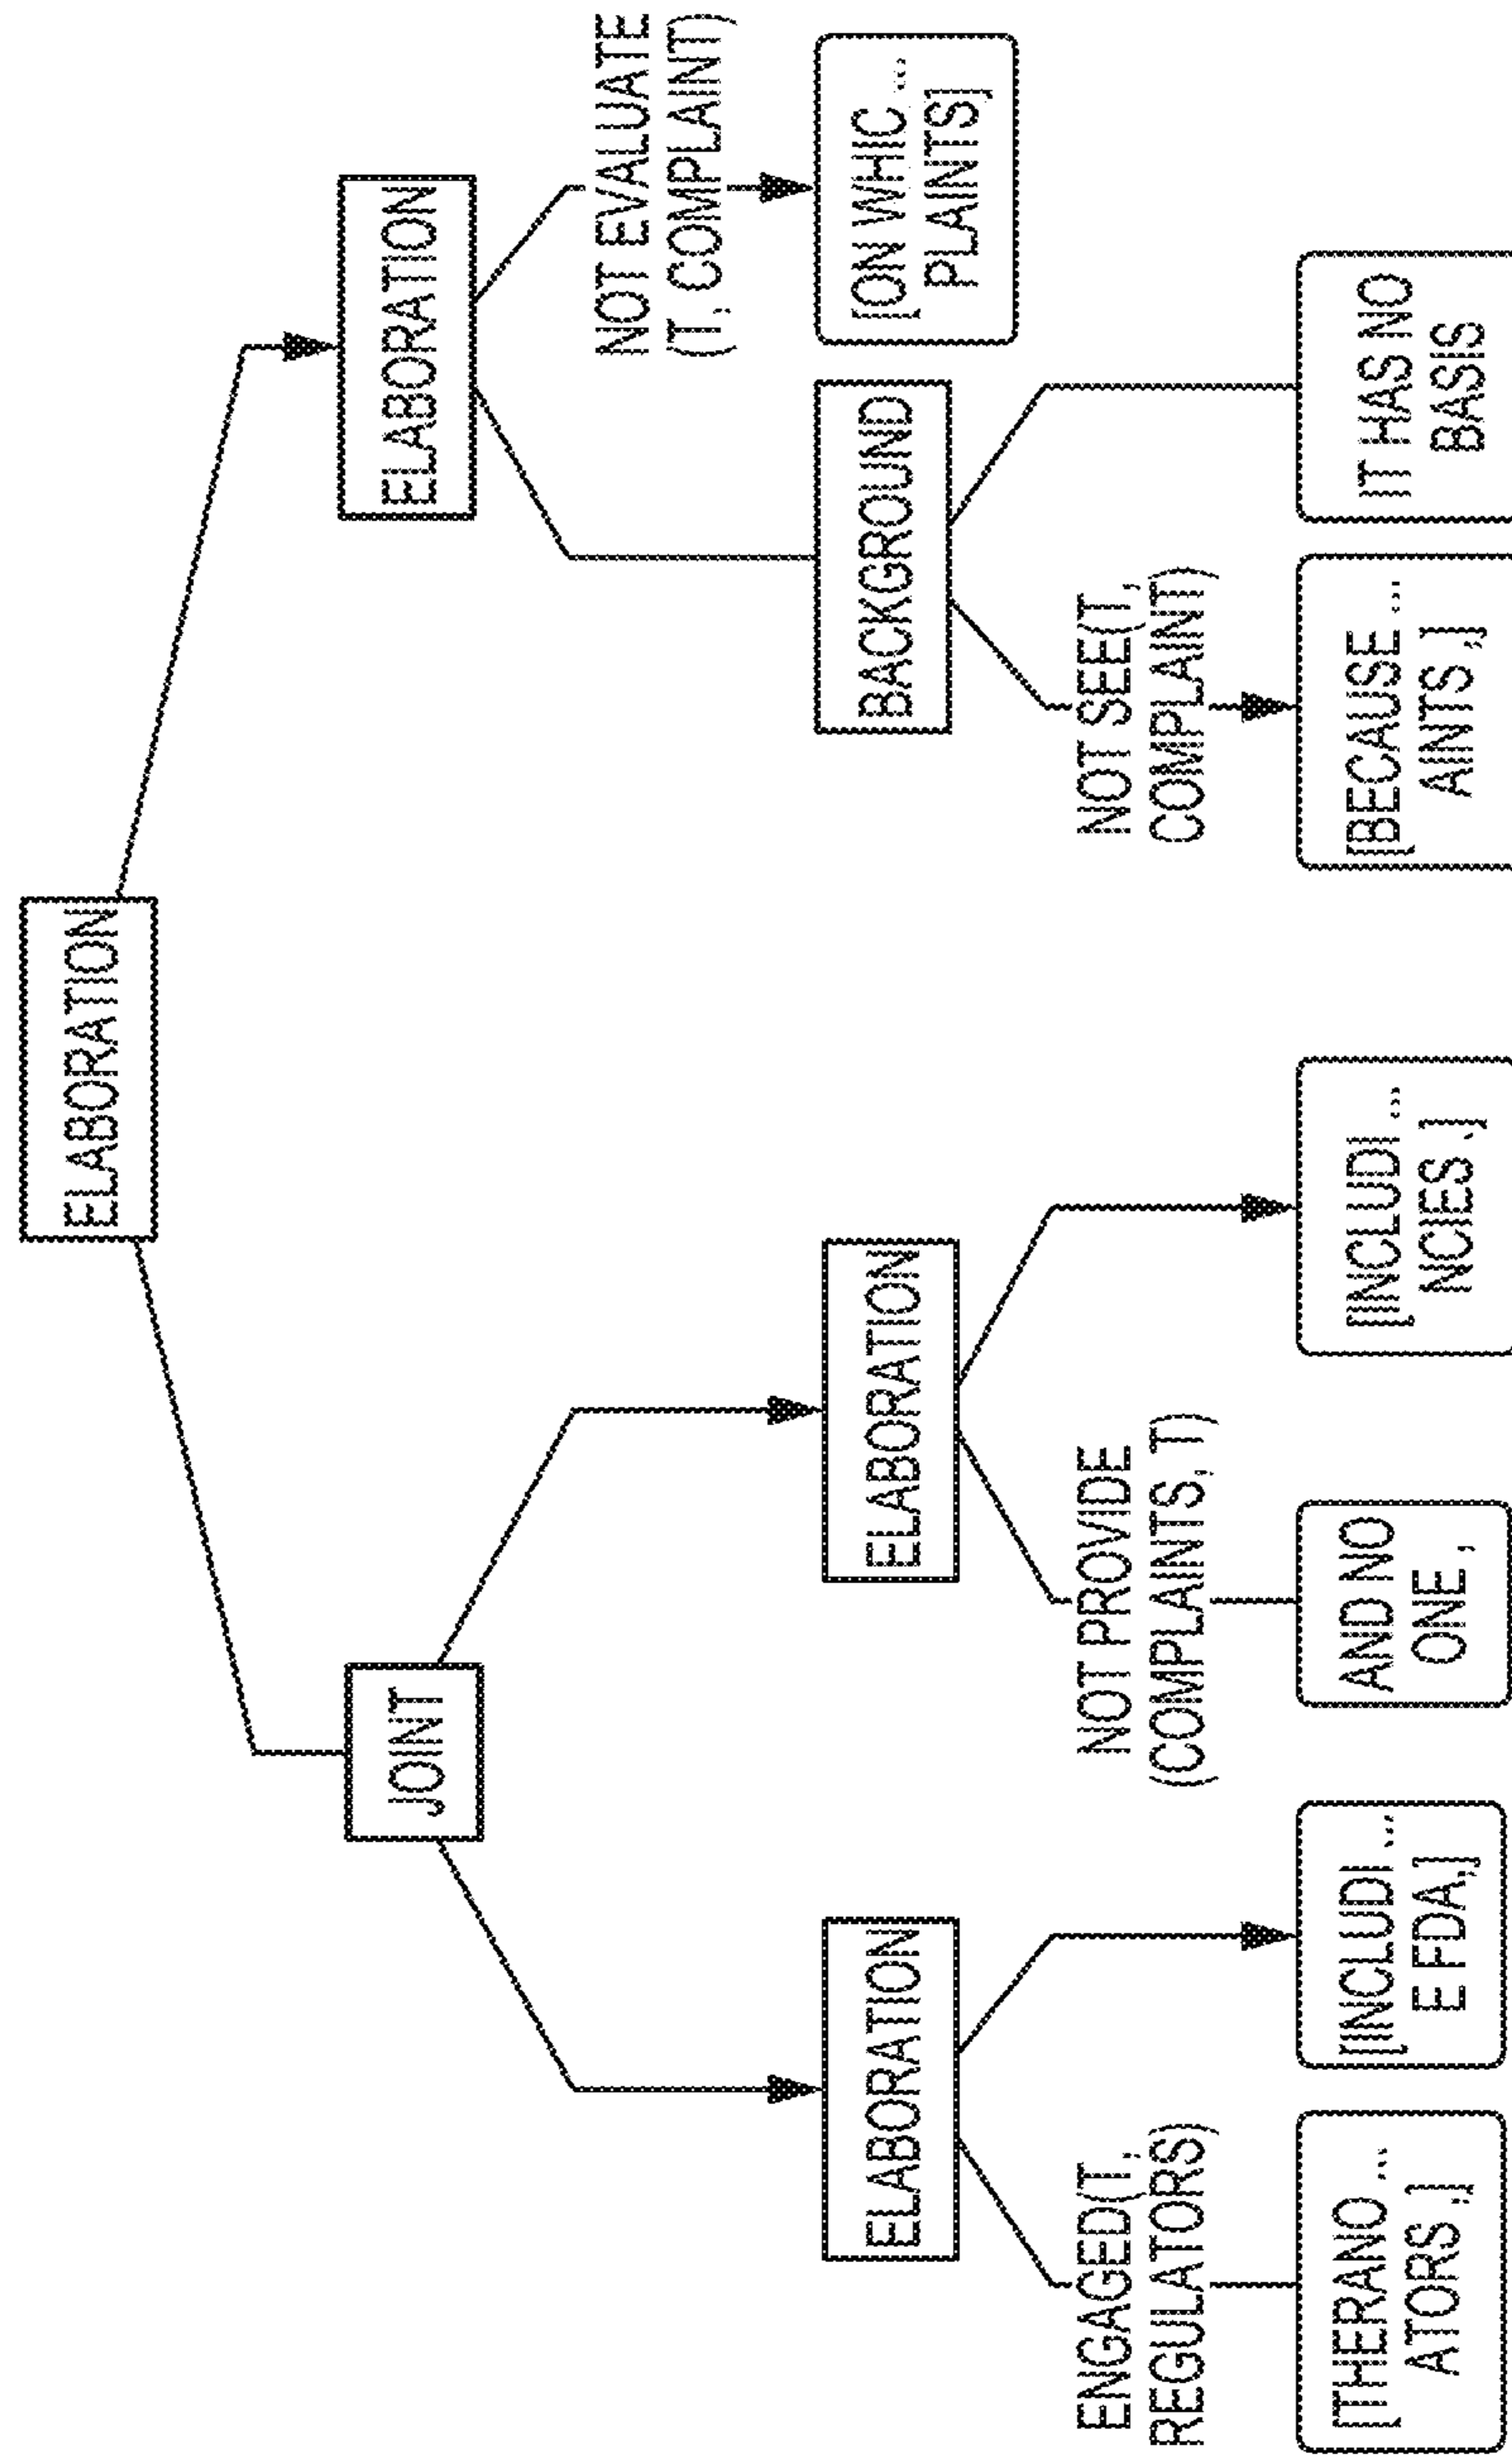 ELABORATION
JOINT
ELABORATION
ELABORATION
ELABORATION
BACKGROUND
NOT EVALUATE
(T, COMPLAINT)
[ON WHIC ...
PLAINTS]
ENGAGED(T,
REGULATORS)
NOT PROVIDE
(COMPLAINTS, T)
NOT SEE(T,
COMPLAINT)
[THERANO ...
ATORS ,]
[INCLUDI ...
E FDA,]
AND NO
ONE ,
[INCLUDI ...
NCIES ,]
[BECAUSE ...
AINTS ,]
IT HAS NO
BASIS